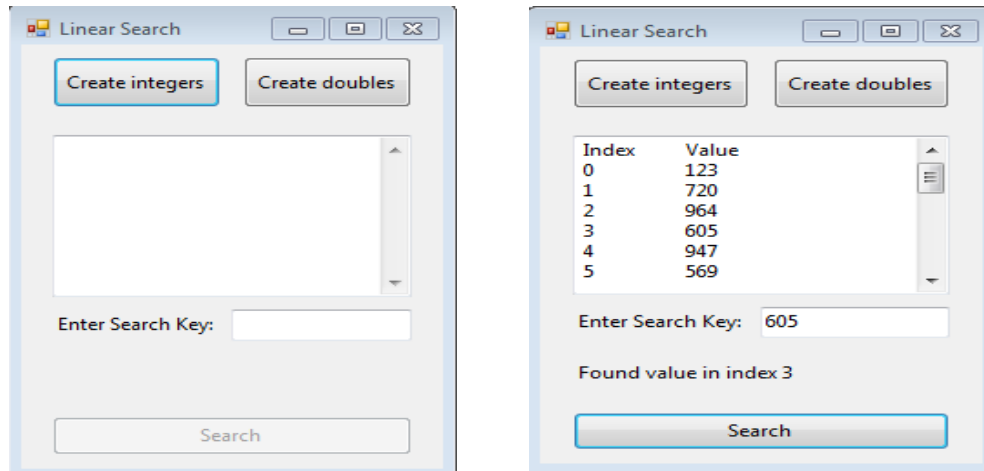 Linear Search
Create integers Create doubles
Enter Search Key:
Search
Linear Search
Create integers Create doubles
Index Value
0 123
1 720
2 964
3 605
4 947
5 569
Enter Search Key: 605
Found value in index 3
Search